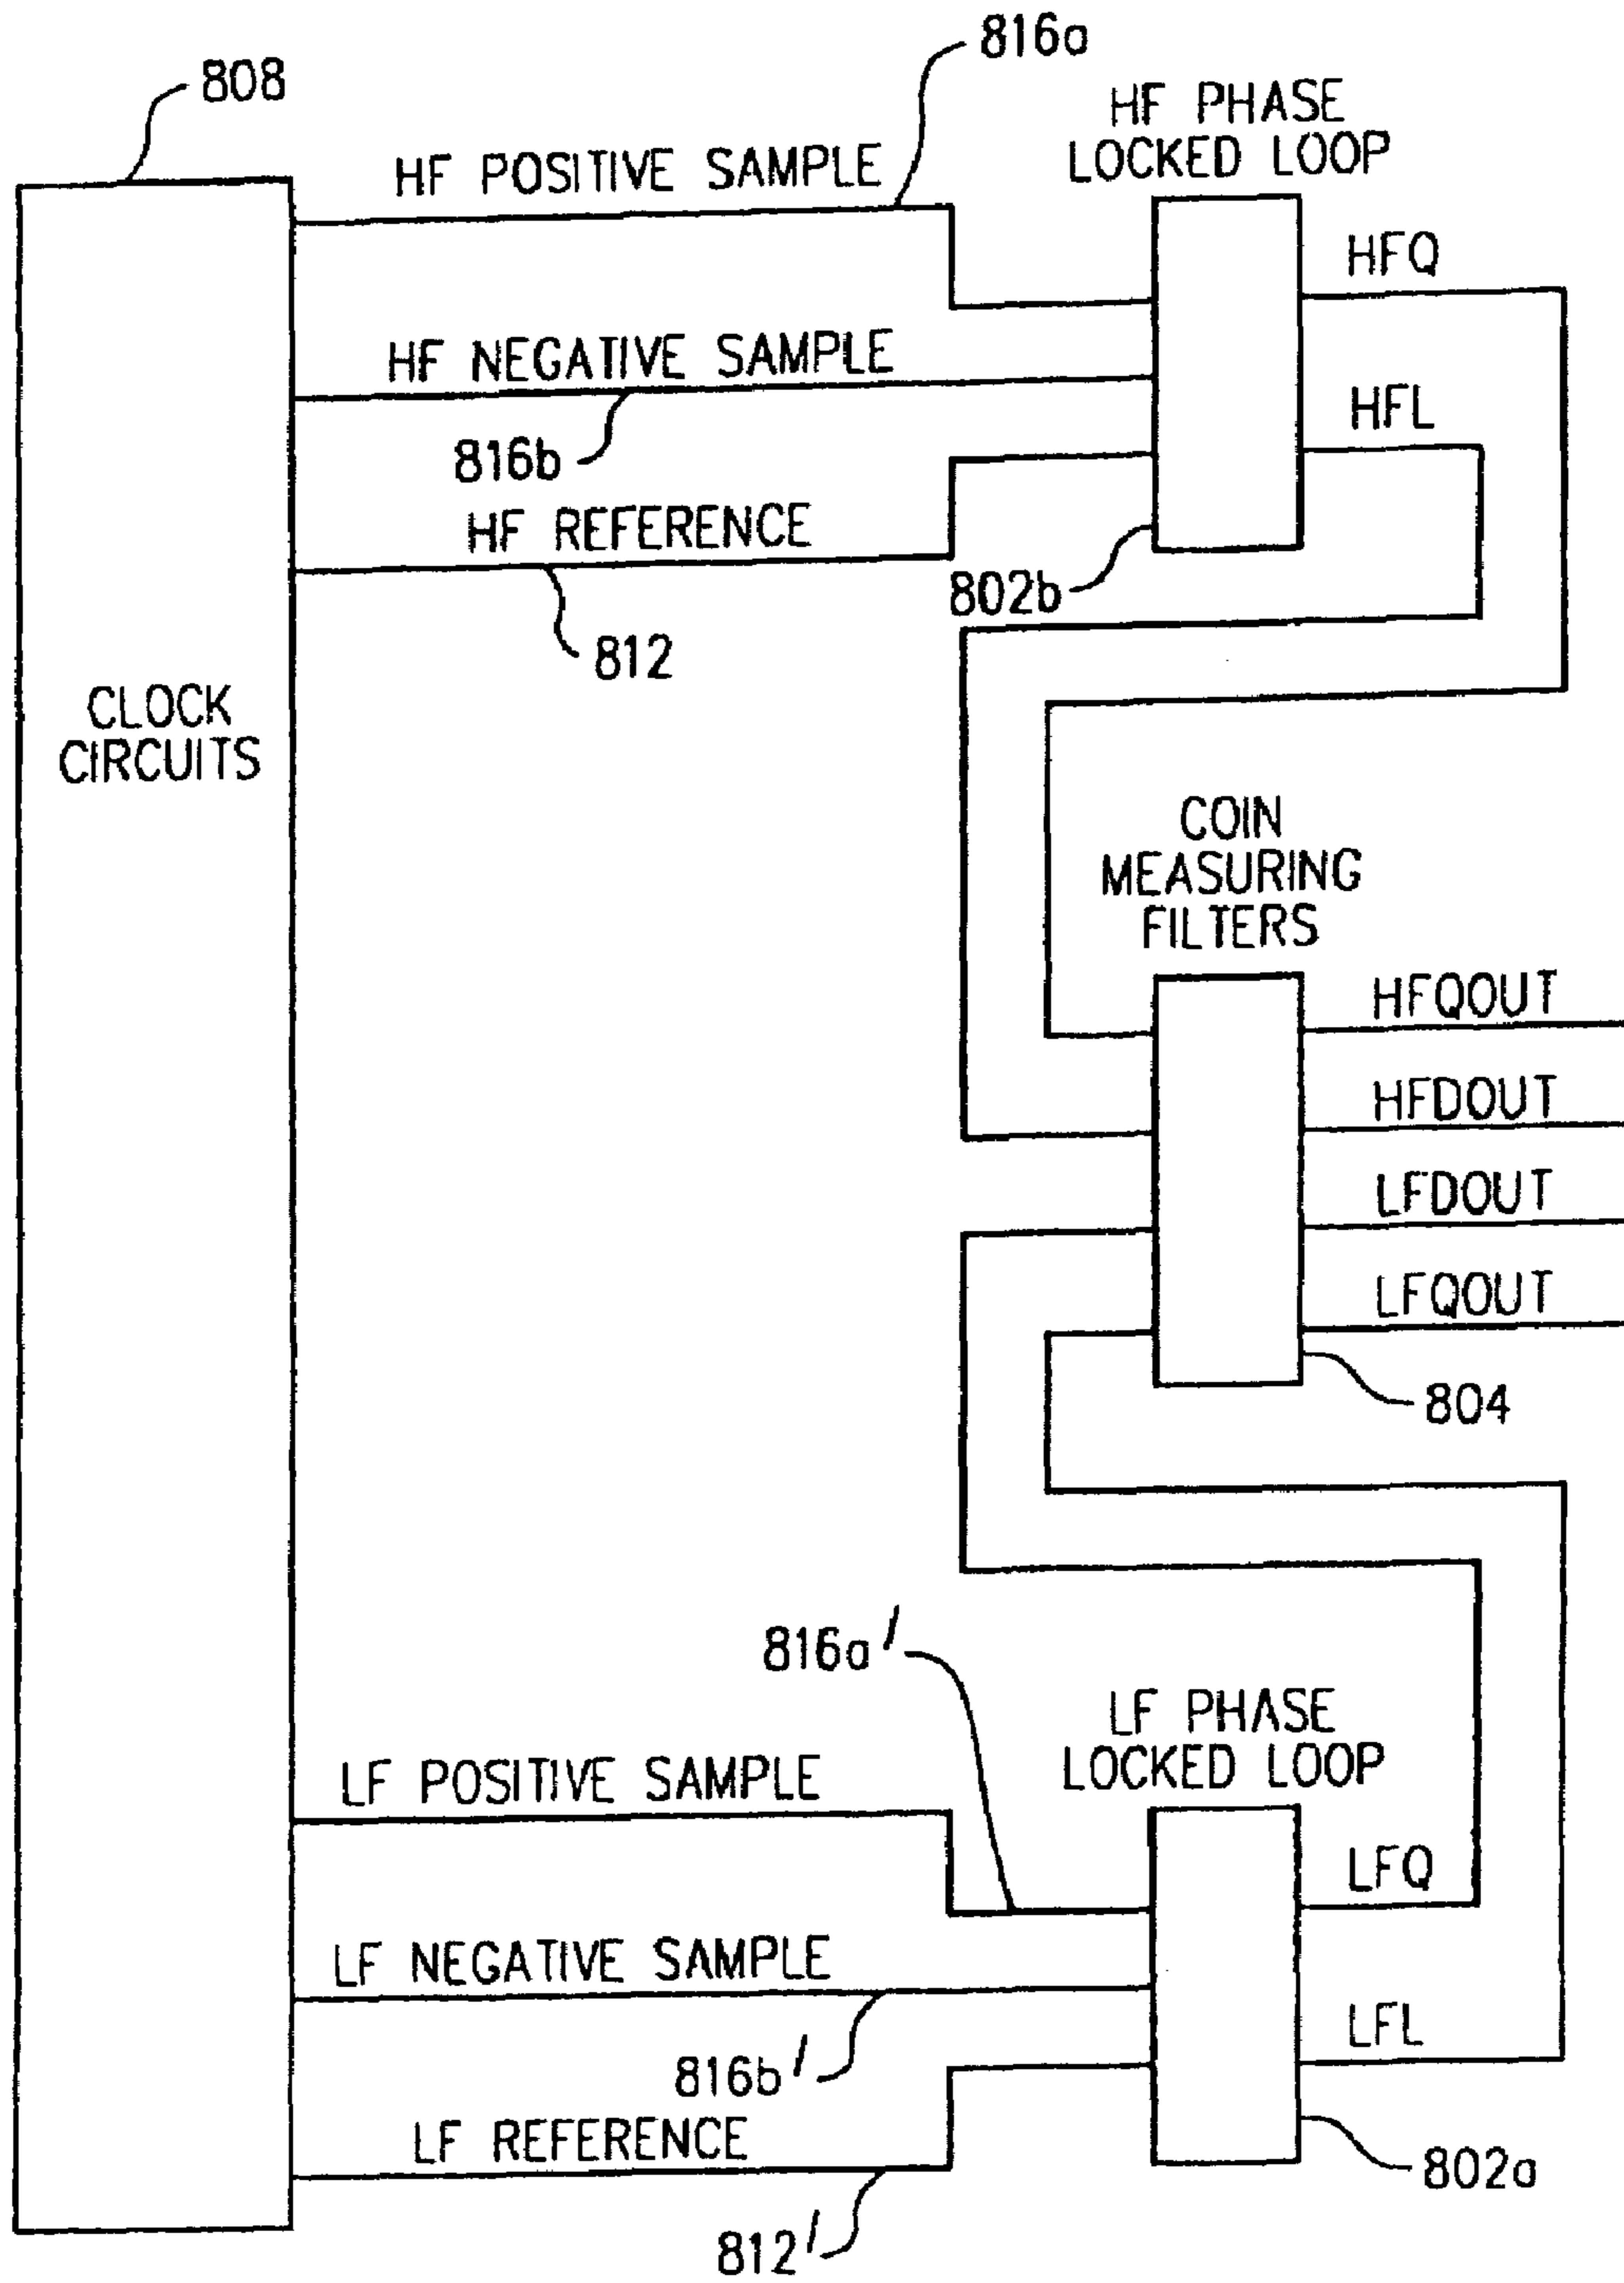 816a
808
HF PHASE
LOCKED LOOP
HF POSITIVE SAMPLE
HFQ
HF NEGATIVE SAMPLE
HFL
816b
HF REFERENCE
802b
812
CLOCK
CIRCUITS
COIN
MEASURING
FILTERS
HFQOUT
HFDOUT
LFDOUT
LFQOUT
804
816a'
LF PHASE
LOCKED LOOP
LF POSITIVE SAMPLE
LFQ
LF NEGATIVE SAMPLE
LFL
816b'
LF REFERENCE
802a
812'